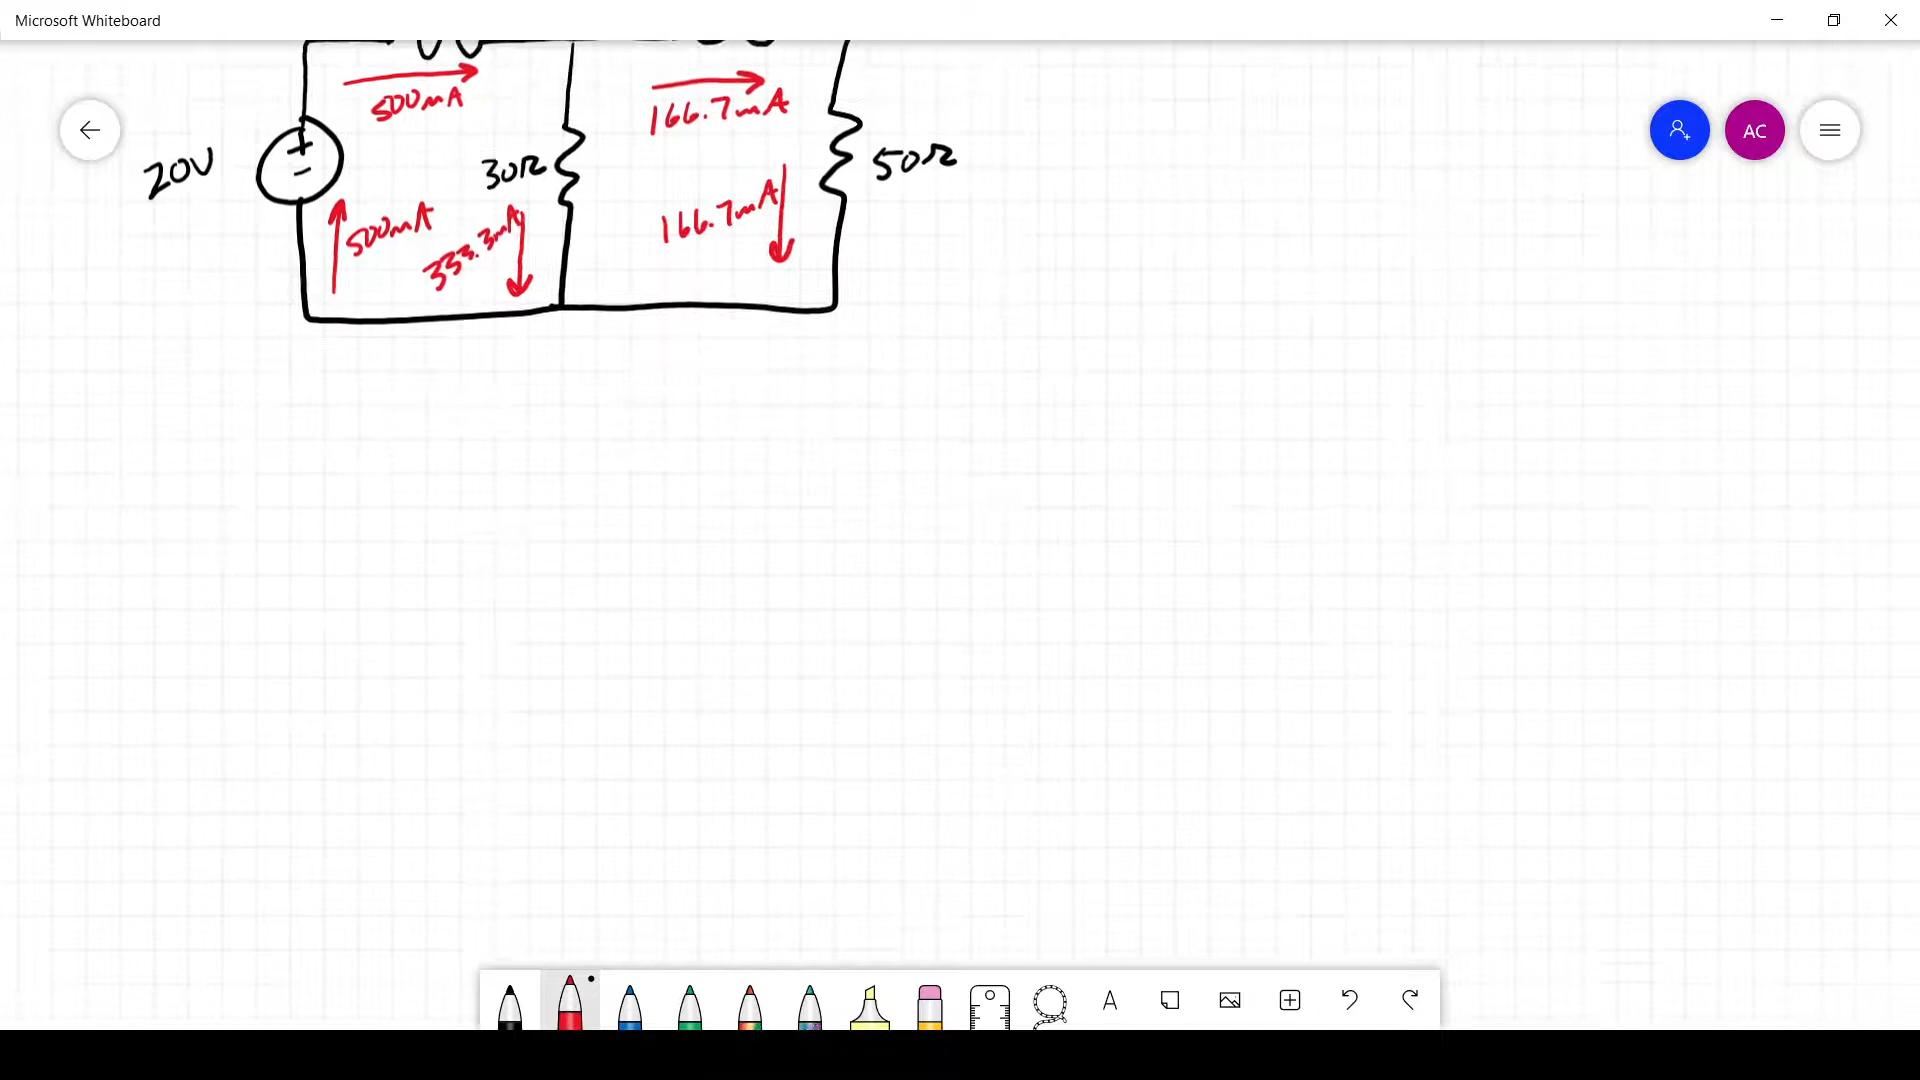 Microsoft Whiteboard
500mA
166.7mA
20V
30Ω
50Ω
500mA
333.3mA
166.7mA
AC
A